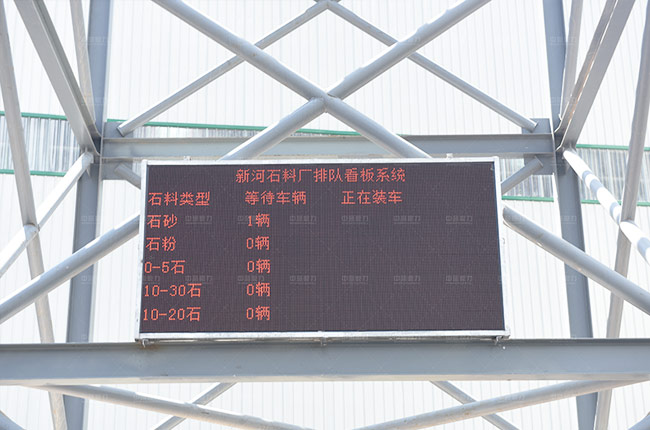 新河石料厂排队看板系统
石料类型 等待车辆 正在装车
石砂 1辆
石粉 0辆
0-5石 0辆
10-30石 0辆
10-20石 0辆